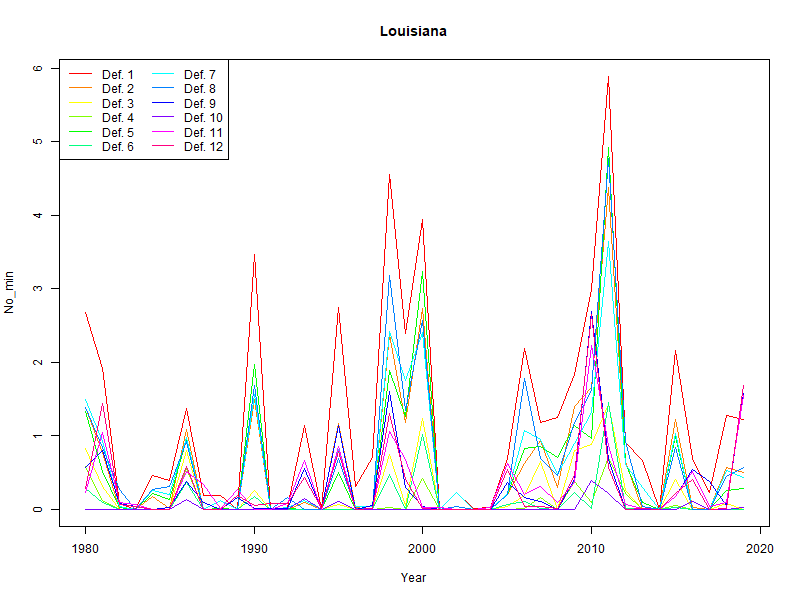 Louisiana
Def. 1 Def. 7
Def. 2 Def. 8
Def. 3 Def. 9
Def. 4 Def. 10
Def. 5 Def. 11
Def. 6 Def. 12
No_min
6
5
4
3
2
1
0
1980 1990 2000 2010 2020
Year